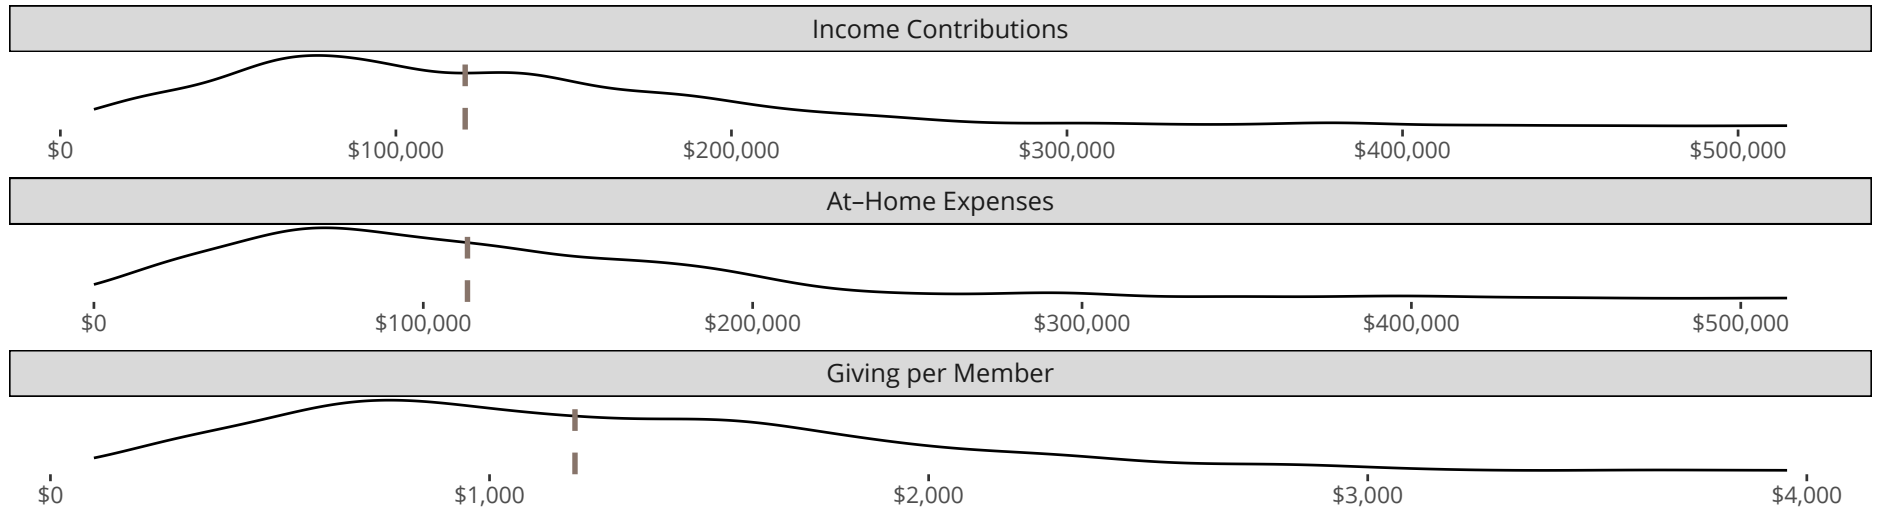 Income Contributions
$0 $100,000 $200,000 $300,000 $400,000 $500,000
At–Home Expenses
$0 $100,000 $200,000 $300,000 $400,000 $500,000
Giving per Member
$0 $1,000 $2,000 $3,000 $4,000